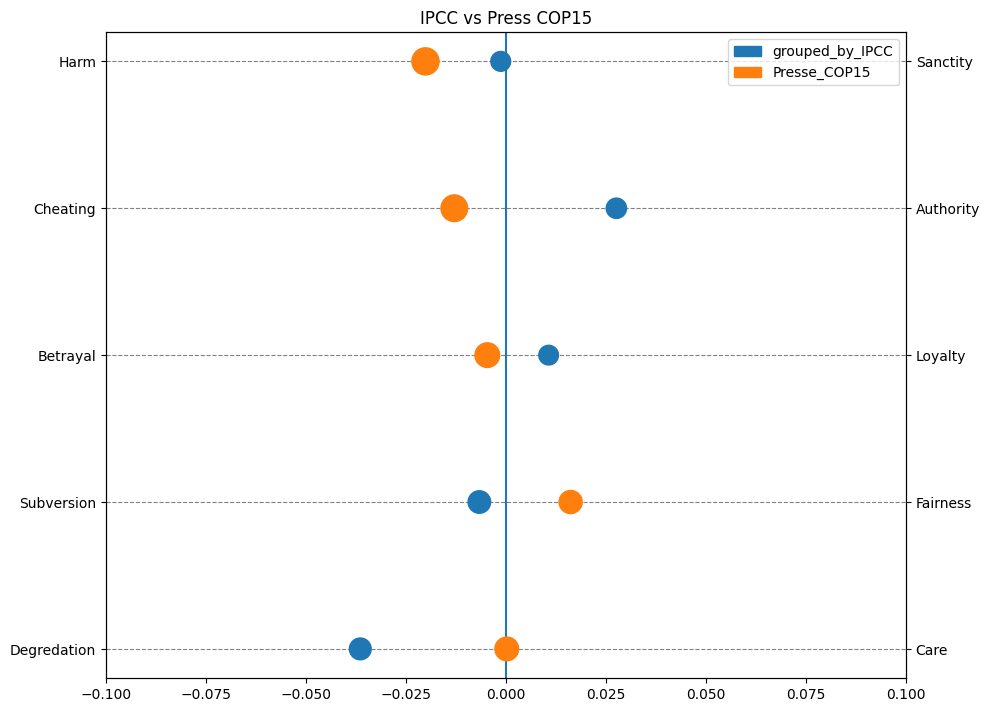 IPCC vs Press COP15
grouped_by_IPCC
Presse_COP15
Harm
Sanctity
Cheating
Authority
Betrayal
Loyalty
Subversion
Fairness
Degredation
Care
−0.100
−0.075
−0.050
−0.025
0.000
0.025
0.050
0.075
0.100